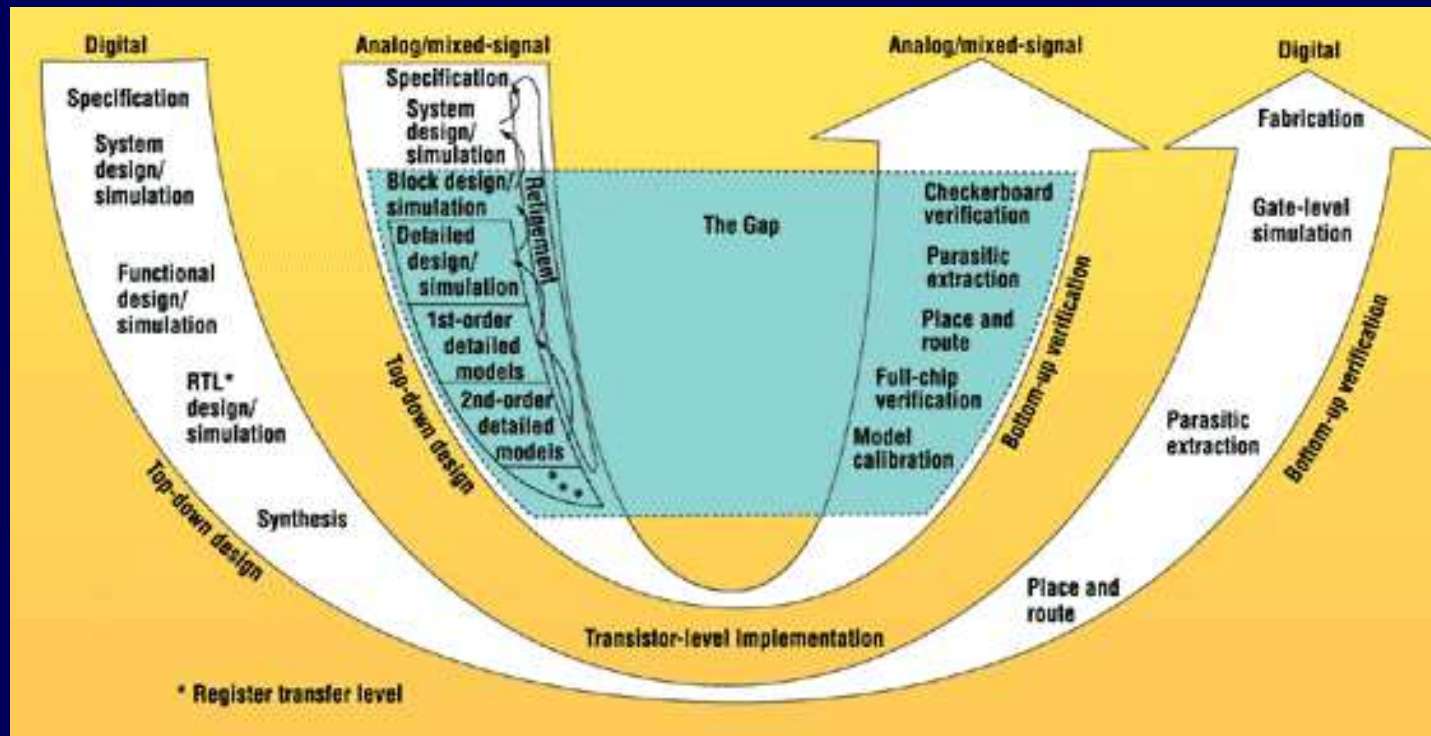 Digital
Specification
System
design/
simulation
Functional
design/
simulation
RTL*
design/
simulation
Synthesis
Top-down design
Analog/mixed-signal
Specification
System
design/
simulation
Block design/
simulation
Detailed
design/
simulation
1st-order
detailed
models
2nd-order
detailed
models
Refinement
Top-down design
The Gap
Transistor-level implementation
Analog/mixed-signal
Checkerboard
verification
Parasitic
extraction
Place and
route
Full-chip
verification
Model
calibration
Bottom-up verification
Digital
Fabrication
Gate-level
simulation
Parasitic
extraction
Place and
route
Bottom-up verification
* Register transfer level